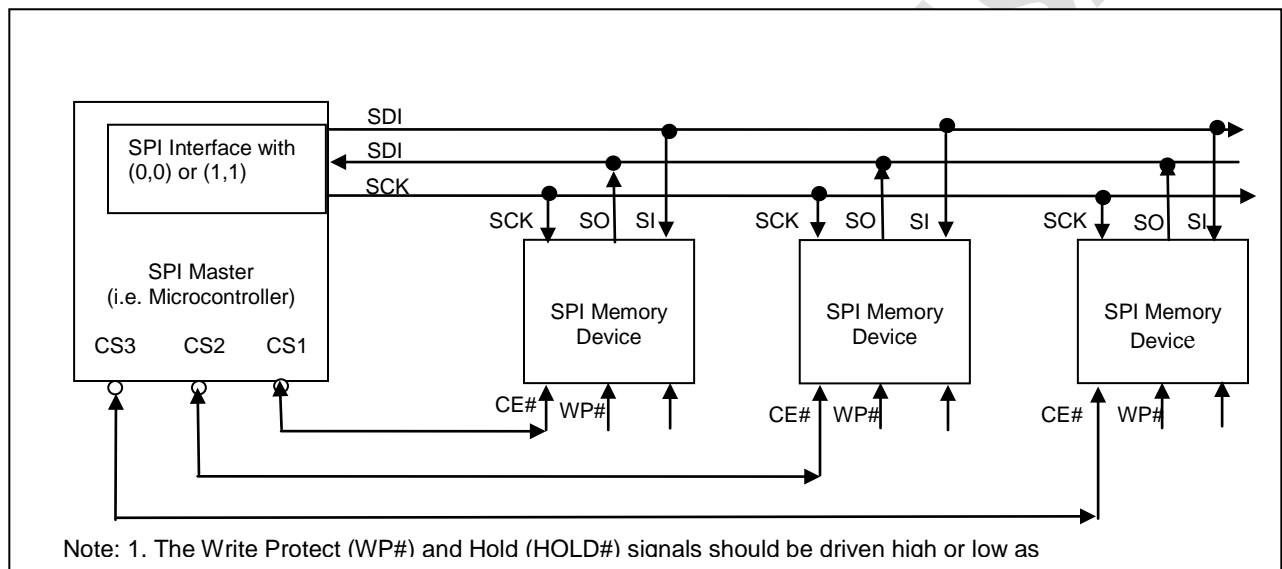 SDI
SPI Interface with
(0,0) or (1,1)
SDI
SCK
SCK SO SI
SCK SO SI
SCK SO SI
SPI Master
(i.e. Microcontroller)
SPI Memory
Device
SPI Memory
Device
SPI Memory
Device
CS3 CS2 CS1
CE# WP#
CE# WP#
CE# WP#
Note: 1. The Write Protect (WP#) and Hold (HOLD#) signals should be driven high or low as